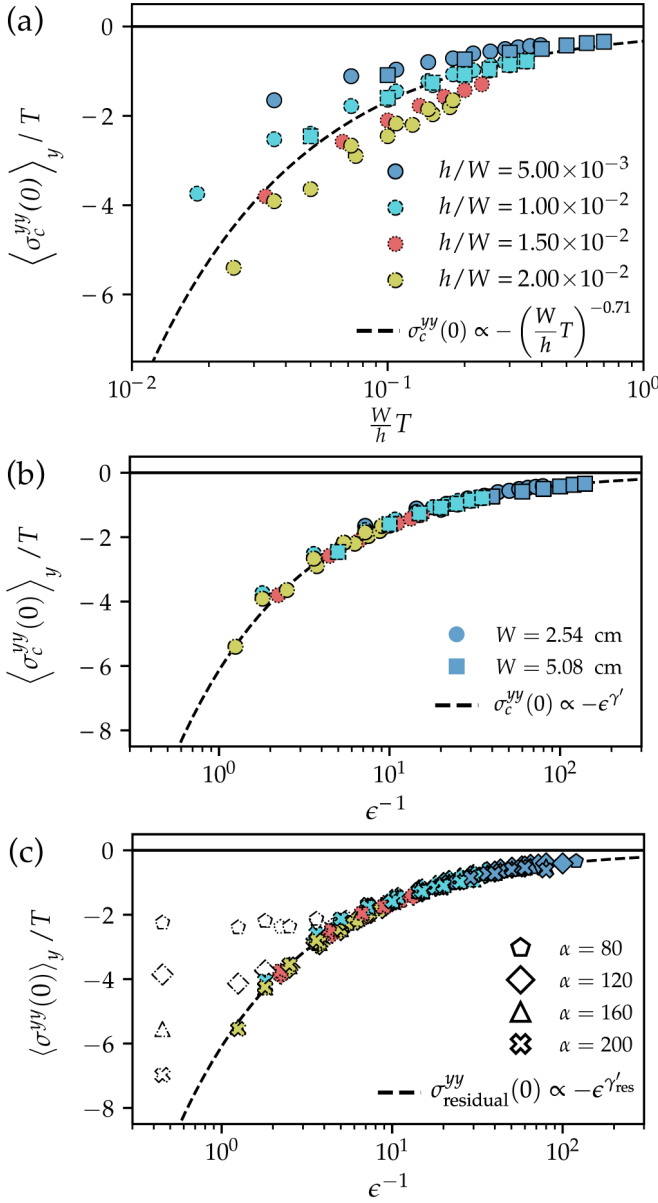 (a)
0
−2
−4
−6
⟨σ_c^{yy}(0)⟩_y / T
h/W = 5.00×10^{−3}
h/W = 1.00×10^{−2}
h/W = 1.50×10^{−2}
h/W = 2.00×10^{−2}
σ_c^{yy}(0) ∝ −(W/h T)^{−0.71}
10^{−2}
10^{−1}
10^{0}
W/h T
(b)
0
−2
−4
−6
−8
⟨σ_c^{yy}(0)⟩_y / T
W = 2.54 cm
W = 5.08 cm
σ_c^{yy}(0) ∝ −ϵ^{γ′}
10^{0}
10^{1}
10^{2}
ϵ^{−1}
(c)
0
−2
−4
−6
−8
⟨σ^{yy}(0)⟩_y / T
α = 80
α = 120
α = 160
α = 200
σ_{residual}^{yy}(0) ∝ −ϵ^{γ′_{res}}
10^{0}
10^{1}
10^{2}
ϵ^{−1}